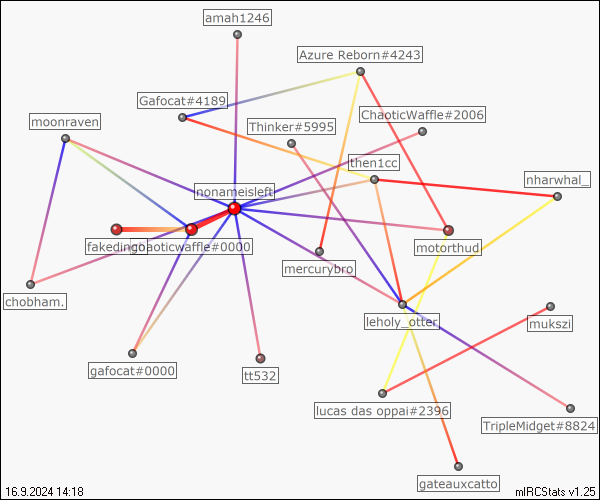 amah1246
Azure Reborn#4243
Gafocat#4189
ChaoticWaffle#2006
moonraven
Thinker#5995
then1cc
nharwhal_
nonameisleft
fakedingo
chaoticwaffle#0000
motorthud
mercurybro
chobham.
leholy_otter
mukszi
gafocat#0000
tt532
lucas das oppai#2396
TripleMidget#8824
gateauxcatto
16.9.2024 14:18
mIRCStats v1.25